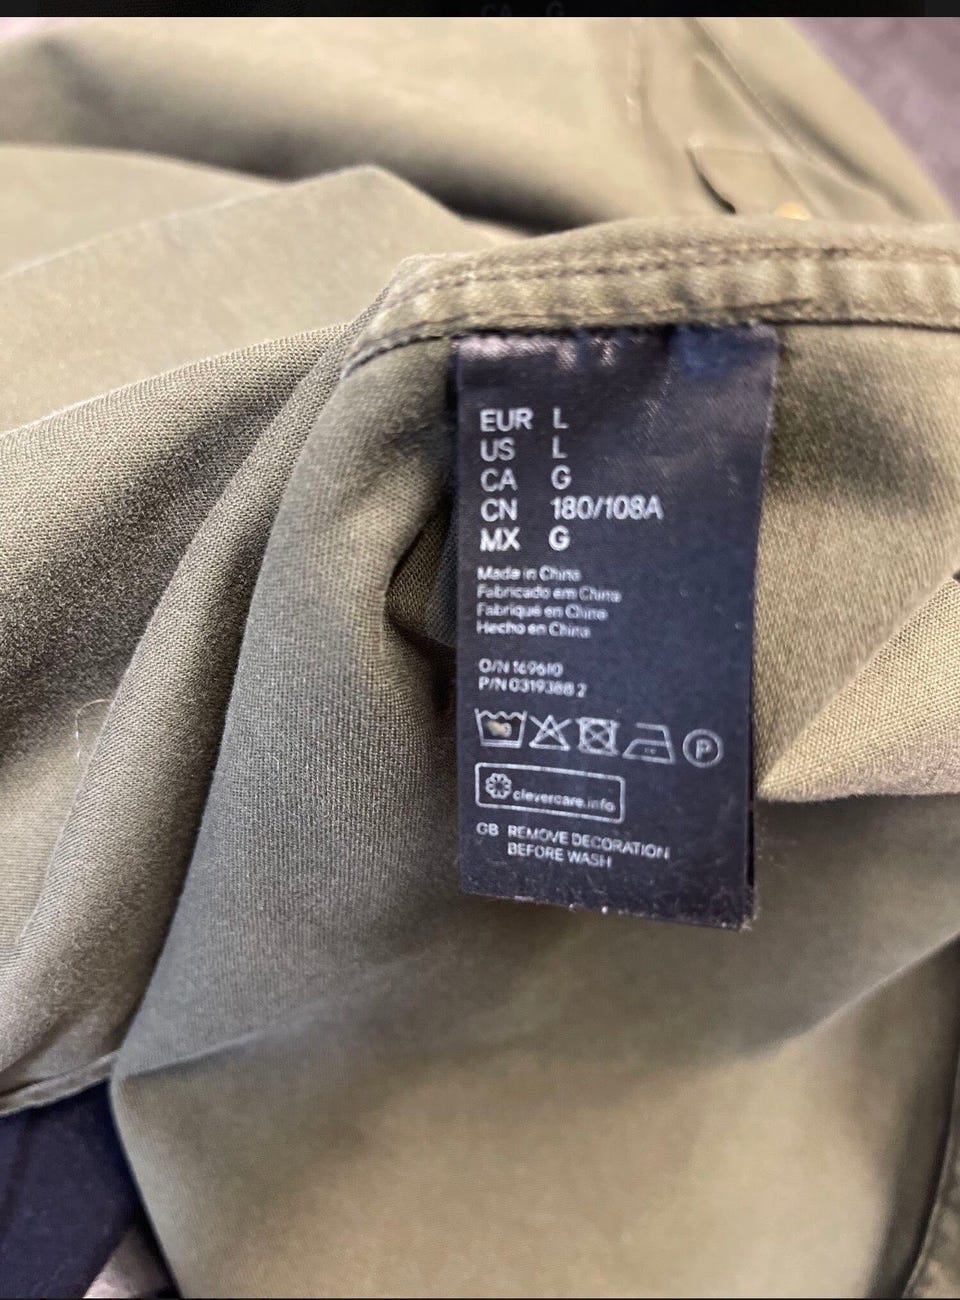 EUR L
US L
CA G
CN 180/108A
MX G
Made in China
Fabricado em China
Fabriqué en China
Hecho en China
O/N 169610
P/N 0319388 2
P
clevercare.info
GB REMOVE DECORATION
BEFORE WASH